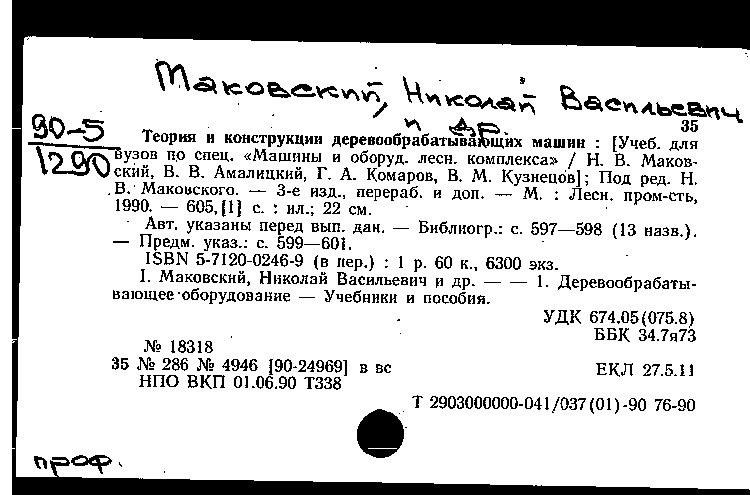 Маковский, Николай Васильевич
и др.
90-5
1290
35
Теория и конструкции деревообрабатывающих машин : [Учеб. для
вузов по спец. «Машины и оборуд. лесн. комплекса» / Н. В. Маков-
ский, В. В. Амалицкий, Г. А. Комаров, В. М. Кузнецов]; Под ред. Н.
В. Маковского. — 3-е изд., перераб. и доп. — М. : Лесн. пром-сть,
1990. — 605,[1] с. : ил.; 22 см.
Авт. указаны перед вып. дан. — Библиогр.: с. 597—598 (13 назв.).
— Предм. указ.: с. 599—601.
ISBN 5-7120-0246-9 (в пер.) : 1 р. 60 к., 6300 экз.
I. Маковский, Николай Васильевич и др. — — 1. Деревообрабаты-
вающее оборудование — Учебники и пособия.
УДК 674.05(075.8)
ББК 34.7я73
№ 18318
35 № 286 № 4946 [90-24969] в вс
ЕКЛ 27.5.11
НПО ВКП 01.06.90 Т338
Т 2903000000-041/037(01)-90 76-90
проф.